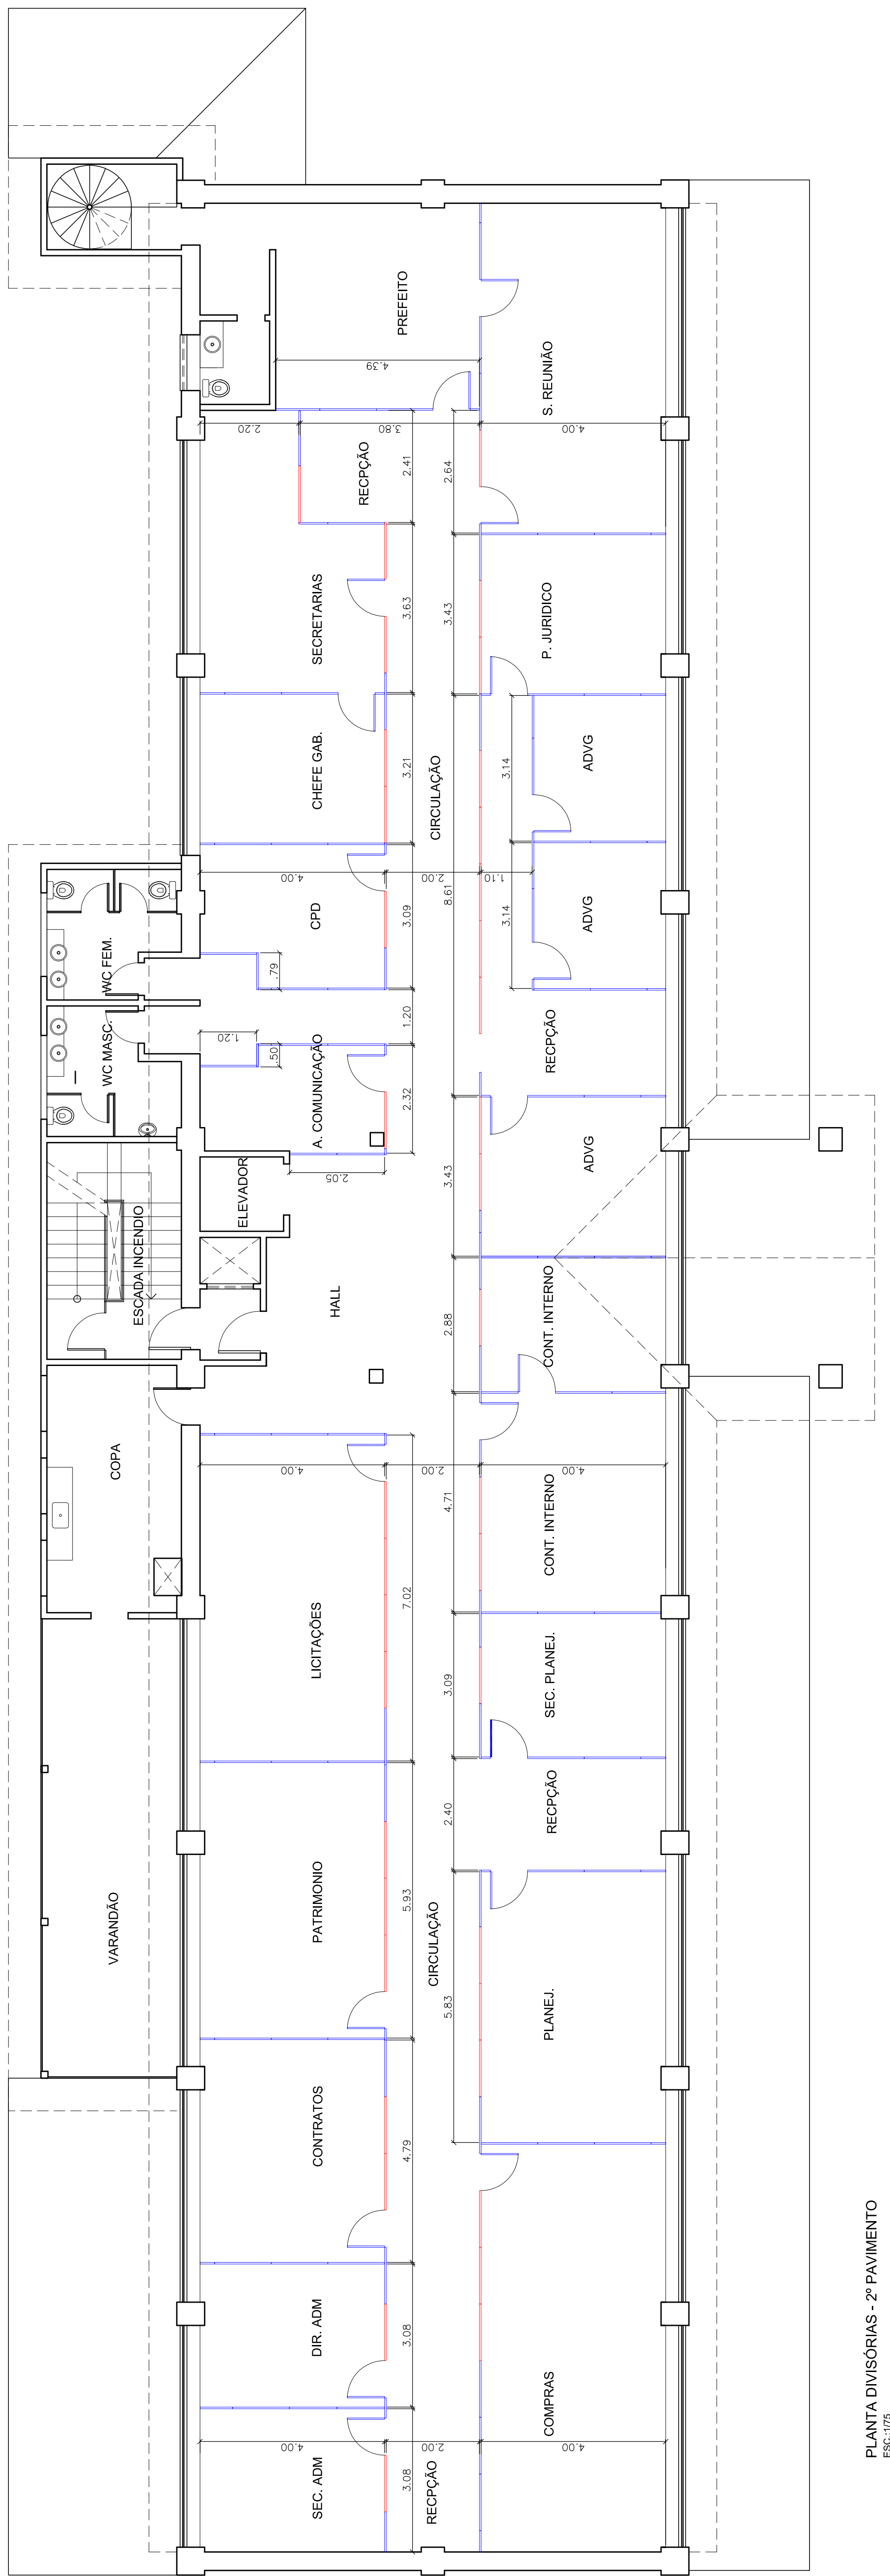 PREFEITO
4.39
S. REUNIÃO
2.20
3.80
4.00
RECPÇÃO
2.41
2.64
SECRETARIAS
3.63
3.43
P. JURIDICO
CHEFE GAB.
3.21
CIRCULAÇÃO
3.14
ADVG
4.00
2.00
1.10
8.61
CPD
3.09
3.14
ADVG
WC FEM.
.79
1.20
WC MASC.
1.20
.50
A. COMUNICAÇÃO
2.32
RECPÇÃO
ELEVADOR
2.05
3.43
ADVG
ESCADA INCENDIO
HALL
2.88
CONT. INTERNO
COPA
4.00
2.00
4.00
4.71
CONT. INTERNO
LICITAÇÕES
7.02
SEC. PLANEJ.
3.09
RECPÇÃO
2.40
VARANDÃO
PATRIMONIO
5.93
CIRCULAÇÃO
5.83
PLANEJ.
CONTRATOS
4.79
DIR. ADM
3.08
COMPRAS
4.00
2.00
4.00
SEC. ADM
3.08
RECPÇÃO
PLANTA DIVISÓRIAS - 2º PAVIMENTO
ESC.:1/75